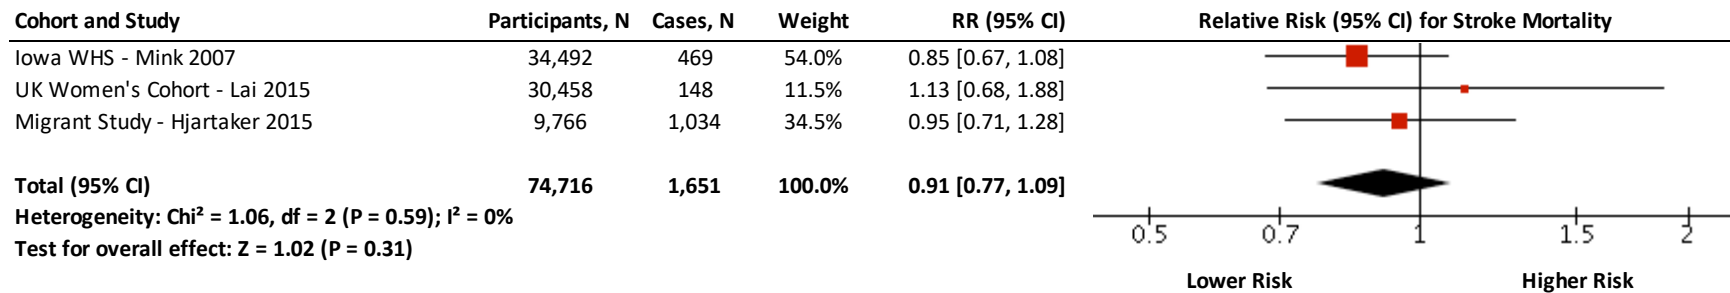 Cohort and Study Participants, N Cases, N Weight RR (95% CI) Relative Risk (95% CI) for Stroke Mortality
Iowa WHS - Mink 2007 34,492 469 54.0% 0.85 [0.67, 1.08]
UK Women's Cohort - Lai 2015 30,458 148 11.5% 1.13 [0.68, 1.88]
Migrant Study - Hjartaker 2015 9,766 1,034 34.5% 0.95 [0.71, 1.28]
Total (95% CI) 74,716 1,651 100.0% 0.91 [0.77, 1.09]
Heterogeneity: Chi² = 1.06, df = 2 (P = 0.59); I² = 0%
0.5 0.7 1 1.5 2
Test for overall effect: Z = 1.02 (P = 0.31)
Lower Risk Higher Risk